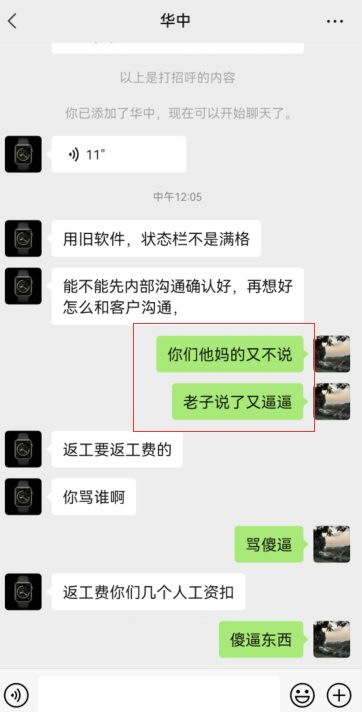 华中
以上是打招呼的内容
你已添加了华中，现在可以开始聊天了。
11"
中午12:05
用旧软件，状态栏不是满格
能不能先内部沟通确认好，再想好
怎么和客户沟通，
你们他妈的又不说
老子说了又逼逼
返工要返工费的
你骂谁啊
骂傻逼
返工费你们几个人工资扣
傻逼东西